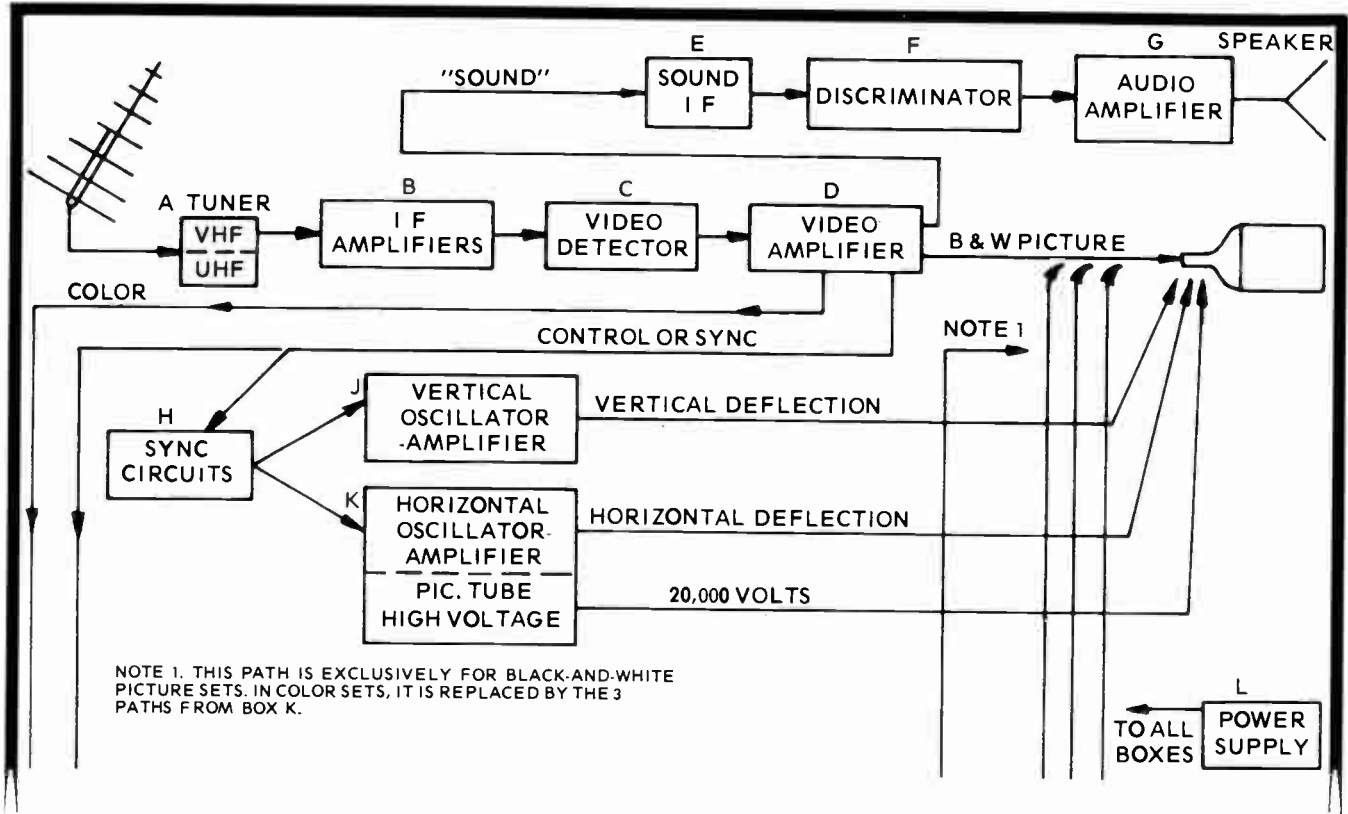 E
F
G
SPEAKER
"SOUND"
SOUND
I F
DISCRIMINATOR
AUDIO
AMPLIFIER
A TUNER
B
C
D
VHF
UHF
I F
AMPLIFIERS
VIDEO
DETECTOR
VIDEO
AMPLIFIER
B & W PICTURE
COLOR
CONTROL OR SYNC
NOTE 1
H
SYNC
CIRCUITS
J
VERTICAL
OSCILLATOR
-AMPLIFIER
VERTICAL DEFLECTION
K
HORIZONTAL
OSCILLATOR-
AMPLIFIER
HORIZONTAL DEFLECTION
PIC. TUBE
HIGH VOLTAGE
20,000 VOLTS
NOTE 1. THIS PATH IS EXCLUSIVELY FOR BLACK-AND-WHITE
PICTURE SETS. IN COLOR SETS, IT IS REPLACED BY THE 3
PATHS FROM BOX K.
L
TO ALL
BOXES
POWER
SUPPLY